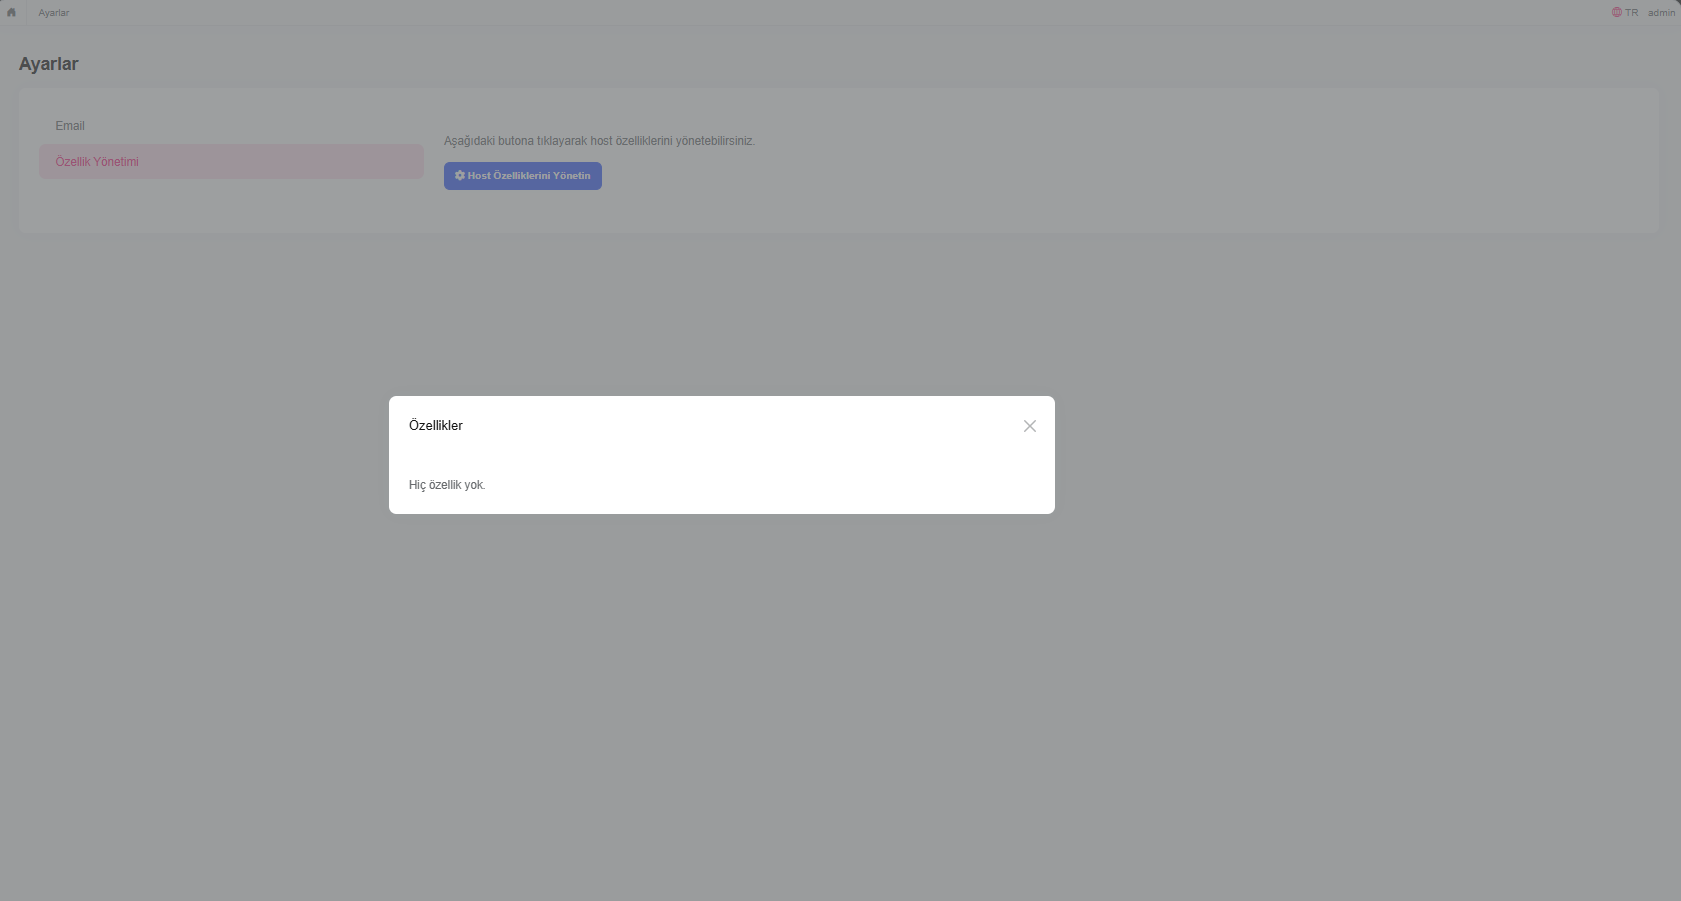 Ayarlar
TR
admin
Ayarlar
Email
Özellik Yönetimi
Aşağıdaki butona tıklayarak host özelliklerini yönetebilirsiniz.
Host Özelliklerini Yönetin
Özellikler
Hiç özellik yok.